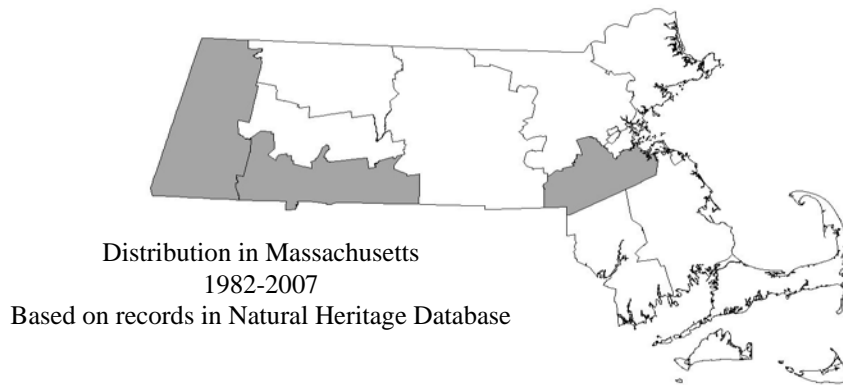 Distribution in Massachusetts
1982-2007
Based on records in Natural Heritage Database